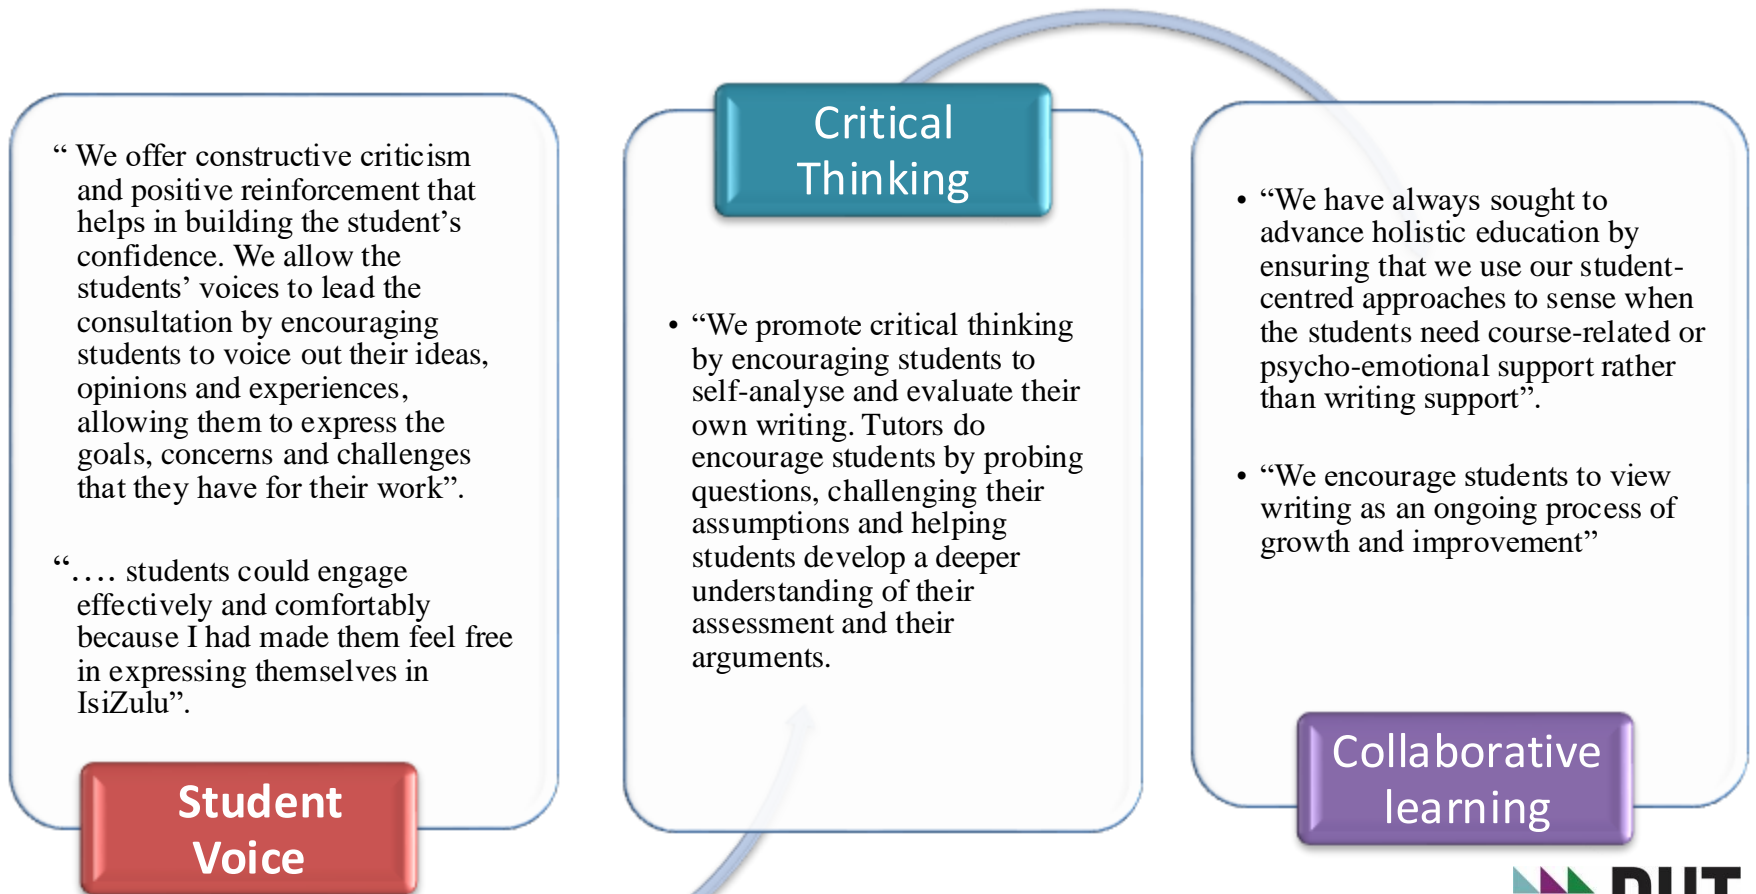 “ We offer constructive criticism
and positive reinforcement that
helps in building the student’s
confidence. We allow the
students’ voices to lead the
consultation by encouraging
students to voice out their ideas,
opinions and experiences,
allowing them to express the
goals, concerns and challenges
that they have for their work”.
“…. students could engage
effectively and comfortably
because I had made them feel free
in expressing themselves in
IsiZulu”.
Student
Voice
Critical
Thinking
• “We promote critical thinking
by encouraging students to
self-analyse and evaluate their
own writing. Tutors do
encourage students by probing
questions, challenging their
assumptions and helping
students develop a deeper
understanding of their
assessment and their
arguments.
• “We have always sought to
advance holistic education by
ensuring that we use our student-
centred approaches to sense when
the students need course-related or
psycho-emotional support rather
than writing support”.
• “We encourage students to view
writing as an ongoing process of
growth and improvement”
Collaborative
learning
DUT